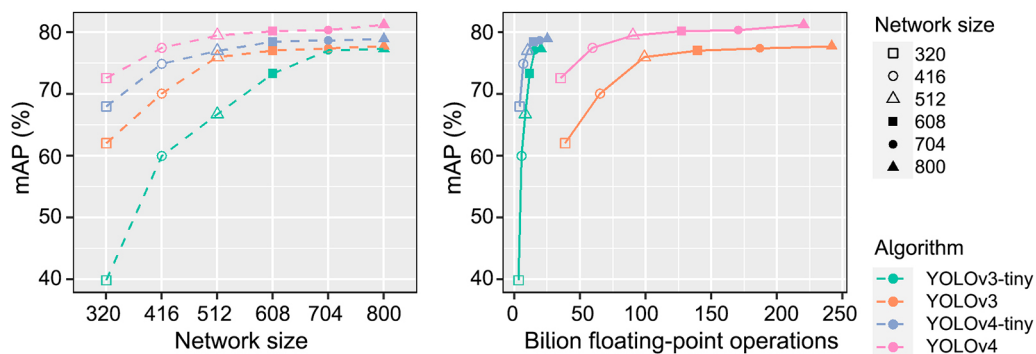 80
70
60
50
40
mAP (%)
320 416 512 608 704 800
Network size
80
70
60
50
40
mAP (%)
0 50 100 150 200 250
Bilion floating-point operations
Network size
320
416
512
608
704
800
Algorithm
YOLOv3-tiny
YOLOv3
YOLOv4-tiny
YOLOv4